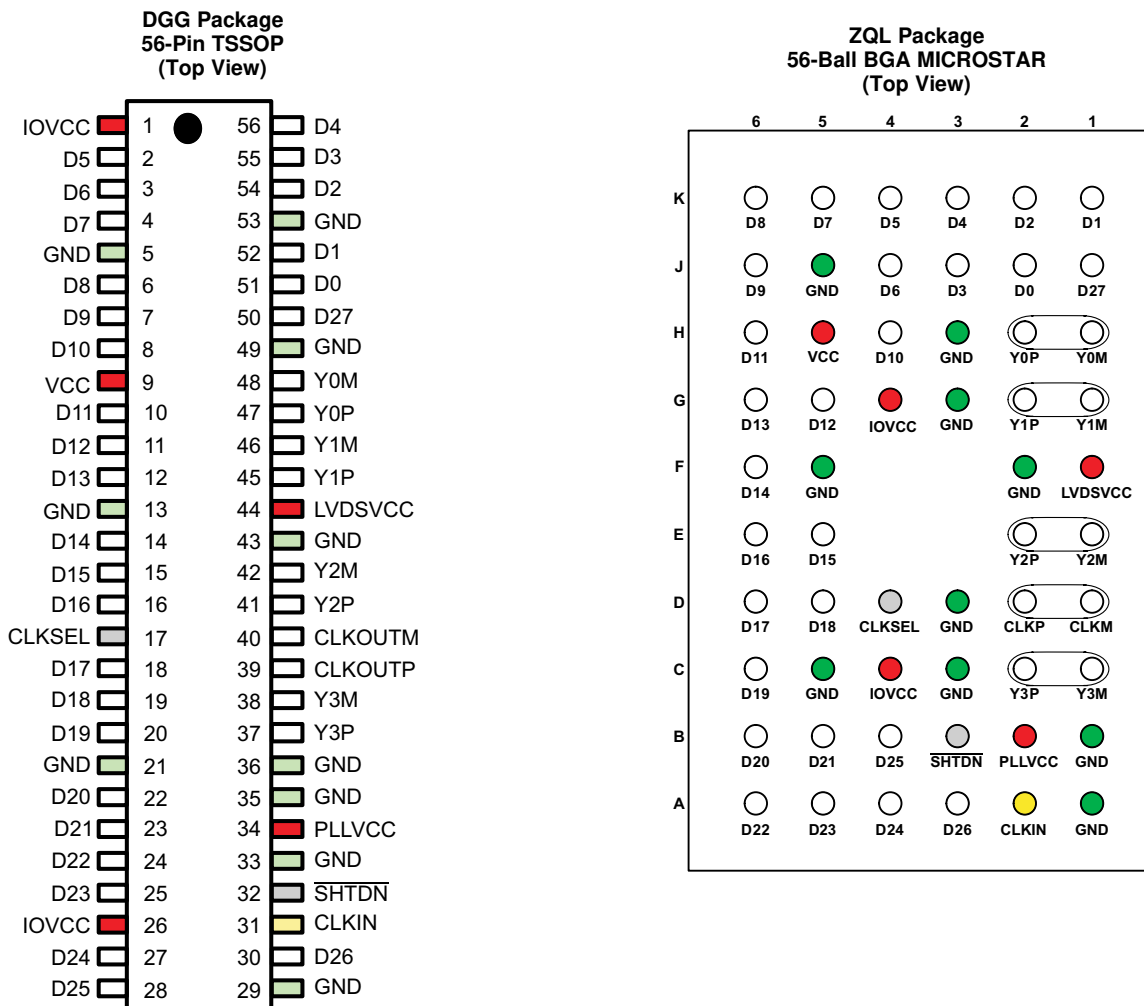 DGG Package
56-Pin TSSOP
(Top View)
IOVCC 1 56 D4
D5 2 55 D3
D6 3 54 D2
D7 4 53 GND
GND 5 52 D1
D8 6 51 D0
D9 7 50 D27
D10 8 49 GND
VCC 9 48 Y0M
D11 10 47 Y0P
D12 11 46 Y1M
D13 12 45 Y1P
GND 13 44 LVDSVCC
D14 14 43 GND
D15 15 42 Y2M
D16 16 41 Y2P
CLKSEL 17 40 CLKOUTM
D17 18 39 CLKOUTP
D18 19 38 Y3M
D19 20 37 Y3P
GND 21 36 GND
D20 22 35 GND
D21 23 34 PLLVCC
D22 24 33 GND
D23 25 32 SHTDN
IOVCC 26 31 CLKIN
D24 27 30 D26
D25 28 29 GND
ZQL Package
56-Ball BGA MICROSTAR
(Top View)
6 5 4 3 2 1
K
D8 D7 D5 D4 D2 D1
J
D9 GND D6 D3 D0 D27
H
D11 VCC D10 GND Y0P Y0M
G
D13 D12 IOVCC GND Y1P Y1M
F
D14 GND GND LVDSVCC
E
D16 D15 Y2P Y2M
D
D17 D18 CLKSEL GND CLKP CLKM
C
D19 GND IOVCC GND Y3P Y3M
B
D20 D21 D25 SHTDN PLLVCC GND
A
D22 D23 D24 D26 CLKIN GND